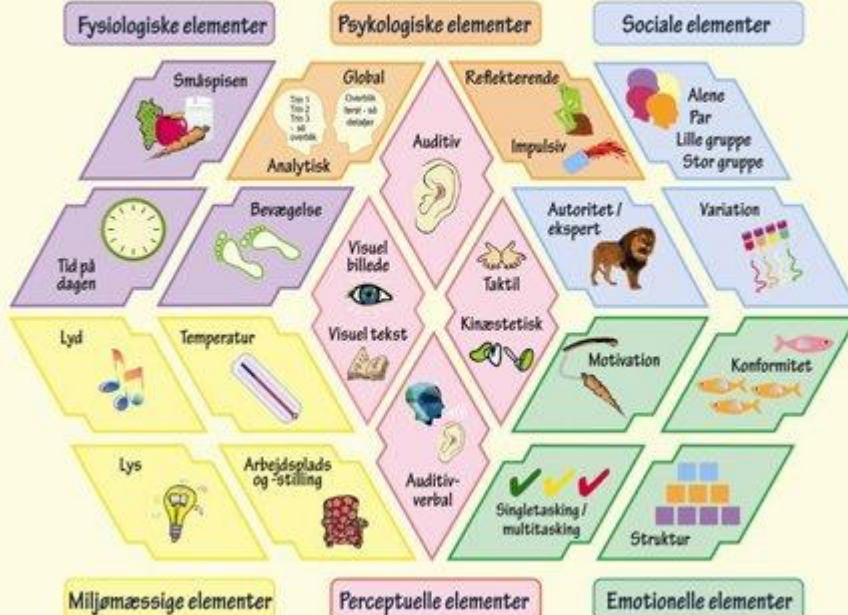 Fysiologiske elementer
Psykologiske elementer
Sociale elementer
Småspisen
Global
Trin 1
Trin 2
Trin 3
- så
overblik
Overblik
først - så
detaljer
Analytisk
Auditiv
Reflekterende
Impulsiv
Alene
Par
Lille gruppe
Stor gruppe
Tid på
dagen
Bevægelse
Visuel
billede
Visuel tekst
Taktil
Kinæstetisk
Autoritet /
ekspert
Variation
Lyd
Temperatur
Motivation
Konformitet
Lys
Arbejdsplads
og -stilling
Auditiv-
verbal
Singletasking /
multitasking
Struktur
Miljømæssige elementer
Perceptuelle elementer
Emotionelle elementer